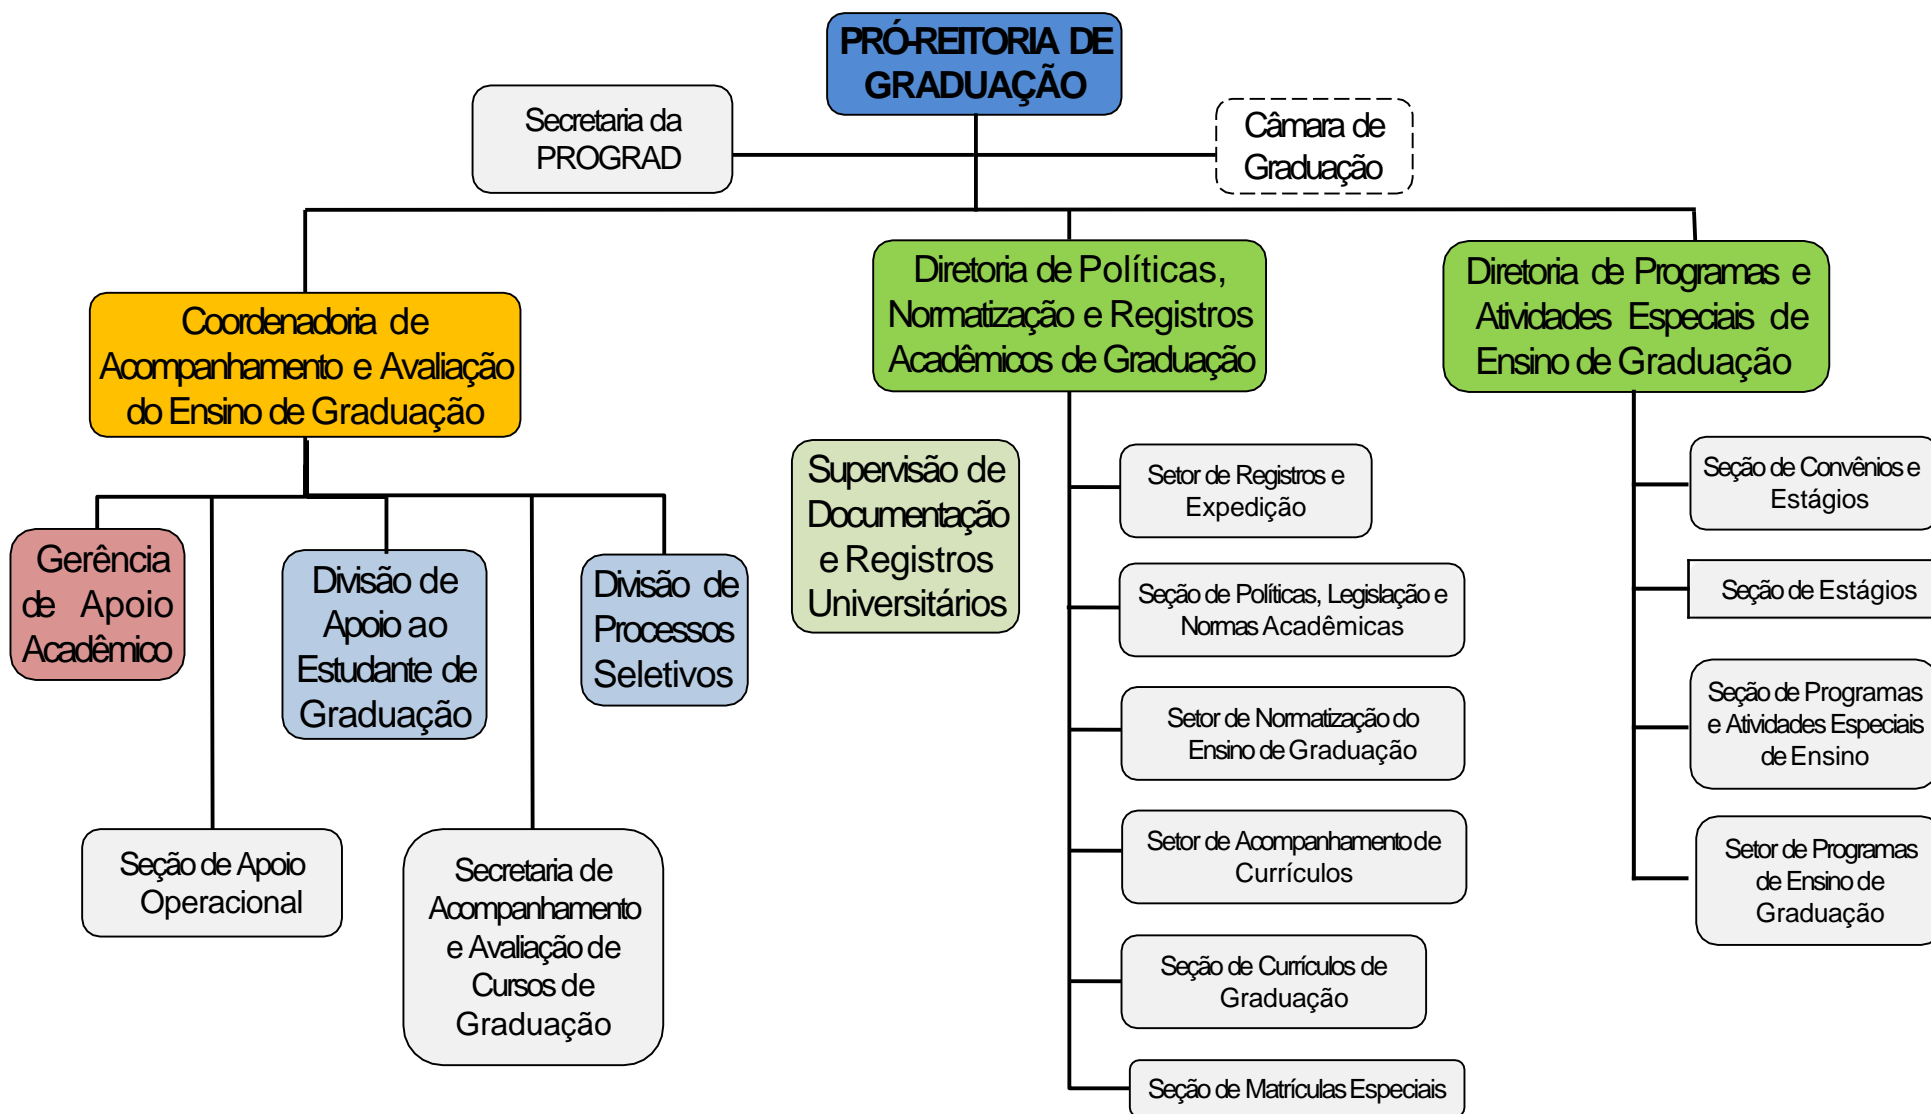 PRÓ-REITORIA DE
GRADUAÇÃO
Secretaria da
PROGRAD
Câmara de
Graduação
Coordenadoria de
Acompanhamento e Avaliação
do Ensino de Graduação
Diretoria de Políticas,
Normatização e Registros
Acadêmicos de Graduação
Diretoria de Programas e
Atividades Especiais de
Ensino de Graduação
Gerência
de Apoio
Acadêmico
Divisão de
Apoio ao
Estudante de
Graduação
Divisão de
Processos
Seletivos
Seção de Apoio
Operacional
Secretaria de
Acompanhamento
e Avaliação de
Cursos de
Graduação
Supervisão de
Documentação
e Registros
Universitários
Setor de Registros e
Expedição
Seção de Políticas, Legislação e
Normas Acadêmicas
Setor de Normatização do
Ensino de Graduação
Setor de Acompanhamento de
Currículos
Seção de Currículos de
Graduação
Seção de Matrículas Especiais
Seção de Convênios e
Estágios
Seção de Estágios
Seção de Programas
e Atividades Especiais
de Ensino
Setor de Programas
de Ensino de
Graduação